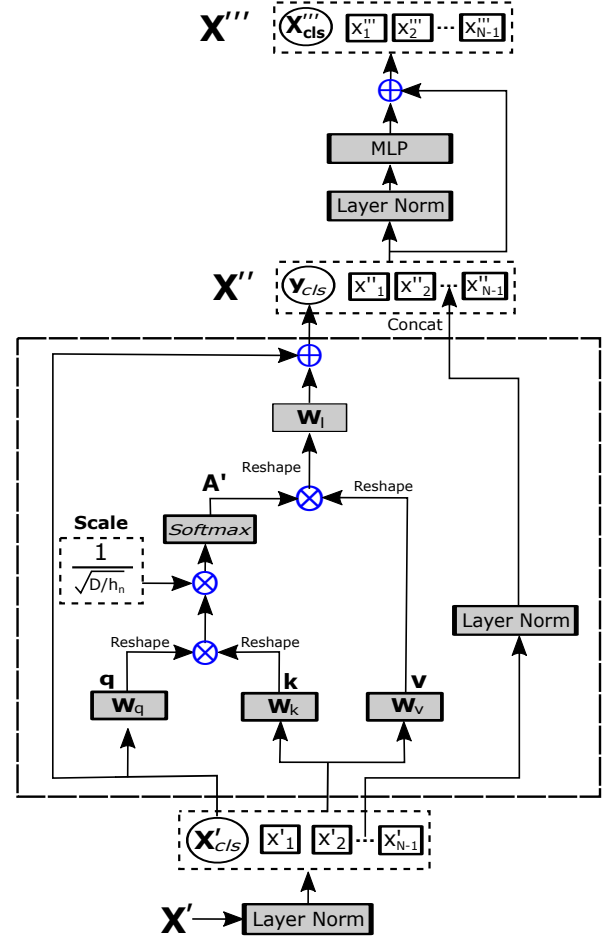 X''' X'''cls x'''1 x'''2 ... x'''N-1
MLP
Layer Norm
X'' ycls x''1 x''2 ... x''N-1
Concat
Wl
Reshape
A' Reshape
Softmax
Scale
1
√D/hn
Reshape Reshape
Layer Norm
q k v
Wq Wk Wv
X'cls x'1 x'2 ... x'N-1
X' Layer Norm